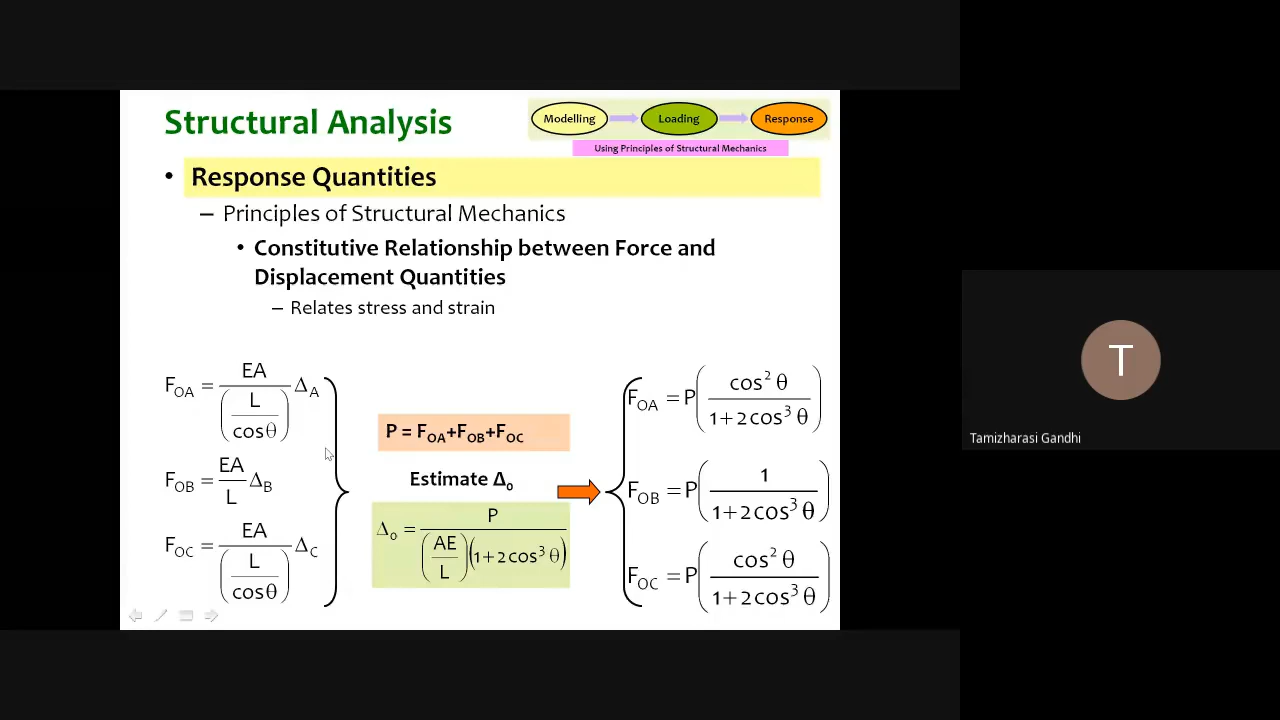 Structural Analysis
Modelling
Loading
Response
Using Principles of Structural Mechanics
• Response Quantities
– Principles of Structural Mechanics
• Constitutive Relationship between Force and
Displacement Quantities
– Relates stress and strain
F_OA = EA / (L / cosθ) Δ_A
F_OB = EA / L Δ_B
F_OC = EA / (L / cosθ) Δ_C
P = F_OA+F_OB+F_OC
Estimate Δ_o
Δ_o = P / (AE / L)(1+2cos³θ)
F_OA = P(cos²θ / 1+2cos³θ)
F_OB = P(1 / 1+2cos³θ)
F_OC = P(cos²θ / 1+2cos³θ)
T
Tamizharasi Gandhi